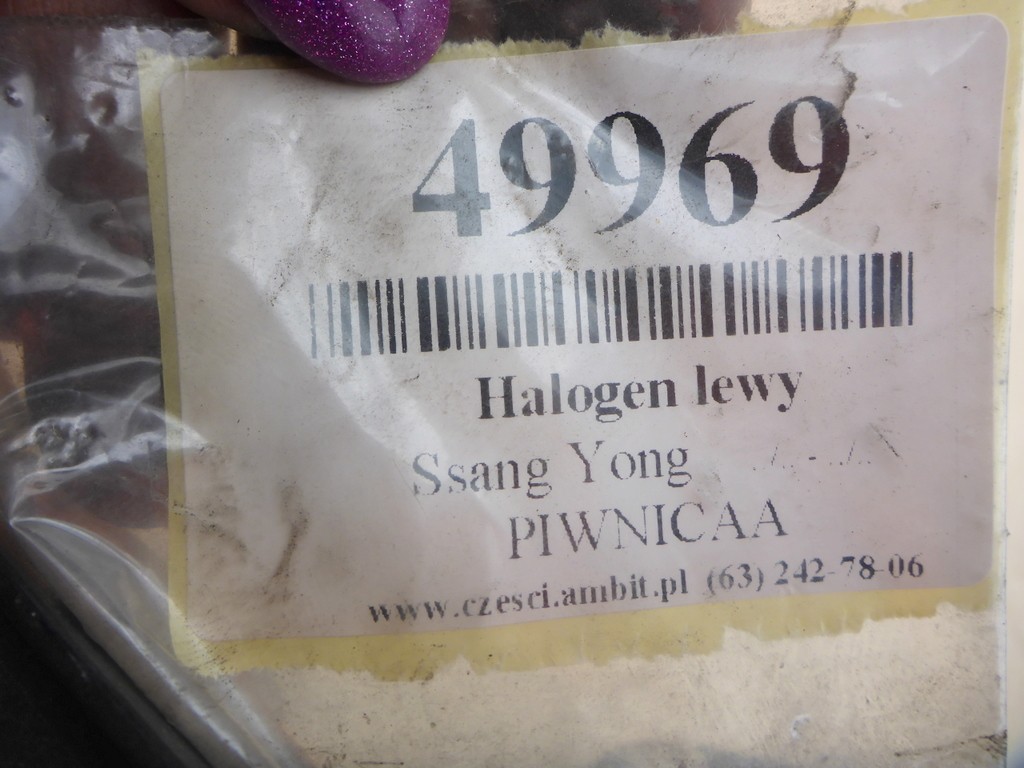 49969
Halogen lewy
Ssang Yong
PIWNICAA
www.czesci.ambit.pl (63) 242-78-06